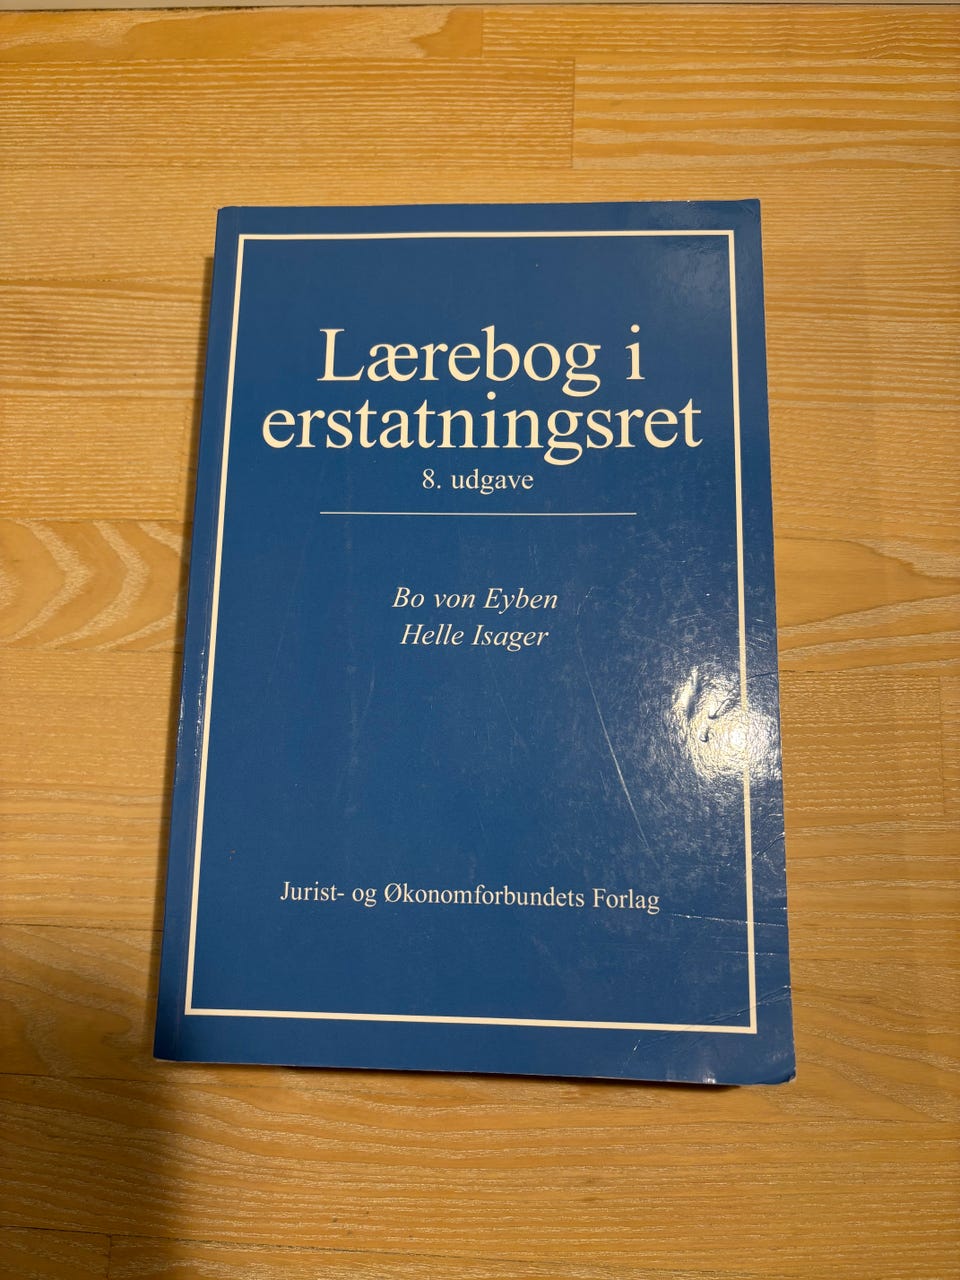 Lærebog i
erstatningsret
8. udgave
Bo von Eyben
Helle Isager
Jurist- og Økonomforbundets Forlag